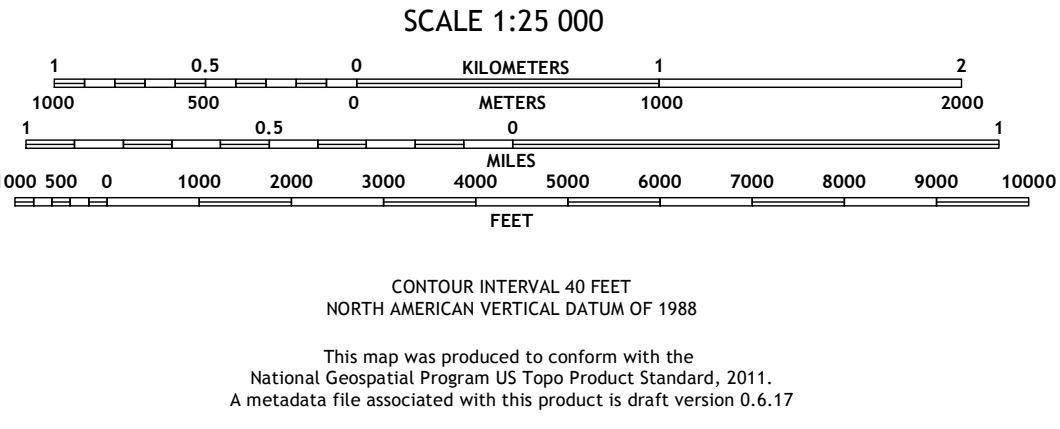 SCALE 1:25 000
1 0.5 0 KILOMETERS 1 2
1000 500 0 METERS 1000 2000
1 0.5 0 1
MILES
000 500 0 1000 2000 3000 4000 5000 6000 7000 8000 9000 10000
FEET
CONTOUR INTERVAL 40 FEET
NORTH AMERICAN VERTICAL DATUM OF 1988
This map was produced to conform with the
National Geospatial Program US Topo Product Standard, 2011.
A metadata file associated with this product is draft version 0.6.17